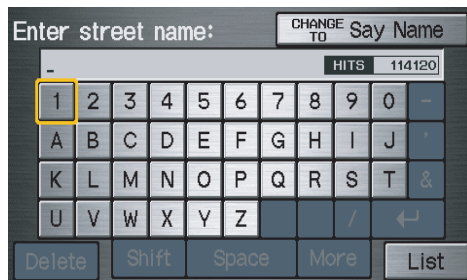 Enter street name:
CHANGE TO Say Name
_
HITS 114120
1 2 3 4 5 6 7 8 9 0 -
A B C D E F G H I J '
K L M N O P Q R S T &
U V W X Y Z / ↵
Delete Shift Space More List